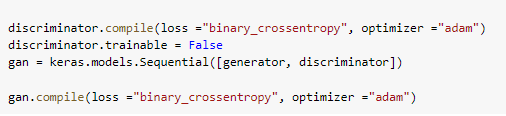 discriminator.compile(loss ="binary_crossentropy", optimizer ="adam")
discriminator.trainable = False
gan = keras.models.Sequential([generator, discriminator])
gan.compile(loss ="binary_crossentropy", optimizer ="adam")